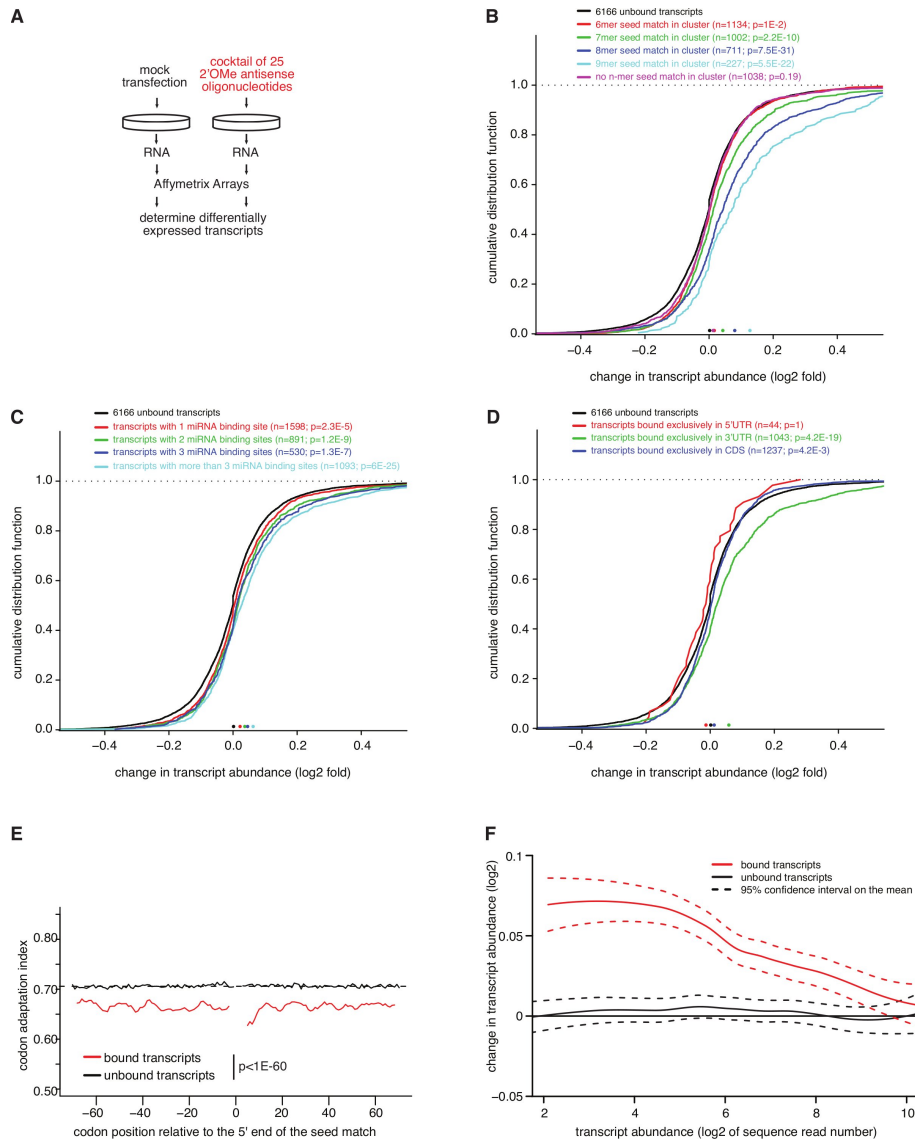 A
mock
transfection
cocktail of 25
2'OMe antisense
oligonucleotides
RNA
RNA
Affymetrix Arrays
determine differentially
expressed transcripts
B
6166 unbound transcripts
6mer seed match in cluster (n=1134; p=1E-2)
7mer seed match in cluster (n=1002; p=2.2E-10)
8mer seed match in cluster (n=711; p=7.5E-31)
9mer seed match in cluster (n=227; p=5.5E-22)
no n-mer seed match in cluster (n=1038; p=0.19)
cumulative distribution function
1.0
0.8
0.6
0.4
0.2
0.0
−0.4
−0.2
0.0
0.2
0.4
change in transcript abundance (log2 fold)
C
6166 unbound transcripts
transcripts with 1 miRNA binding site (n=1598; p=2.3E-5)
transcripts with 2 miRNA binding sites (n=891; p=1.2E-9)
transcripts with 3 miRNA binding sites (n=530; p=1.3E-7)
transcripts with more than 3 miRNA binding sites (n=1093; p=6E-25)
cumulative distribution function
1.0
0.8
0.6
0.4
0.2
0.0
−0.4
−0.2
0.0
0.2
0.4
change in transcript abundance (log2 fold)
D
6166 unbound transcripts
transcripts bound exclusively in 5'UTR (n=44; p=1)
transcripts bound exclusively in 3'UTR (n=1043; p=4.2E-19)
transcripts bound exclusively in CDS (n=1237; p=4.2E-3)
cumulative distribution function
1.0
0.8
0.6
0.4
0.2
0.0
−0.4
−0.2
0.0
0.2
0.4
change in transcript abundance (log2 fold)
E
codon adaptation index
0.80
0.70
0.60
0.50
bound transcripts
unbound transcripts
p<1E-60
−60
−40
−20
0
20
40
60
codon position relative to the 5' end of the seed match
F
change in transcript abundance (log2)
0.1
0.05
0
−0.05
bound transcripts
unbound transcripts
95% confidence interval on the mean
2
4
6
8
10
transcript abundance (log2 of sequence read number)